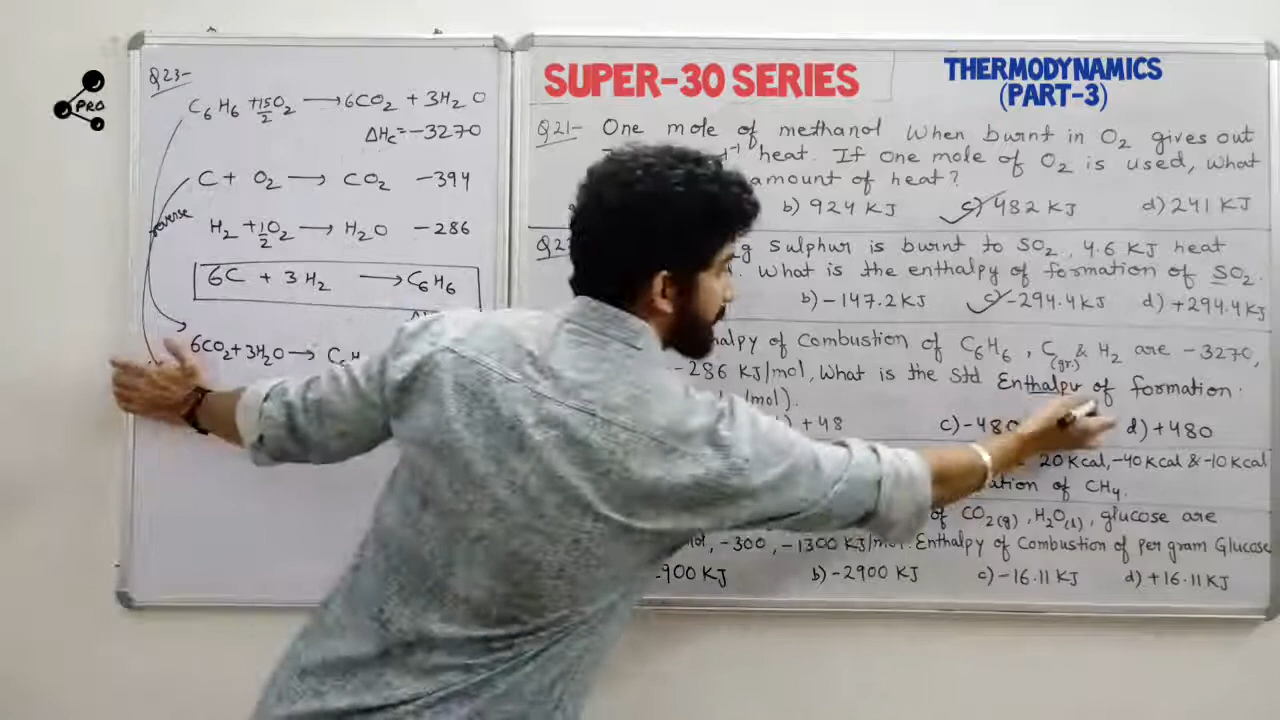 PRO
Q23-
C6H6 + 15/2 O2 ⟶ 6CO2 + 3H2O
ΔHc = -3270
C + O2 ⟶ CO2 -394
reverse
H2 + 1/2 O2 ⟶ H2O -286
6C + 3H2 ⟶ C6H6
6CO2 + 3H2O ⟶
SUPER-30 SERIES
THERMODYNAMICS
(PART-3)
Q21- One mole of methanol When burnt in O2 gives out
heat. If one mole of O2 is used, what
amount of heat?
b) 924 KJ c) 482 KJ d) 241 KJ
g Sulphur is burnt to SO2, 4.6 KJ heat
What is the enthalpy of formation of SO2.
b) -147.2 KJ c) -294.4 KJ d) +294.4 KJ
of Combustion of C6H6, C(gr.) & H2 are -3270,
-286 KJ/mol, What is the Std Enthalpy of formation.
+48 c) -480 d) +480
20 Kcal, -40 Kcal & -10 Kcal
of CH4.
of CO2(g), H2O(l), glucose are
-300, -1300 KJ/mol. Enthalpy of Combustion of per gram Glucose
-900 KJ b) -2900 KJ c) -16.11 KJ d) +16.11 KJ